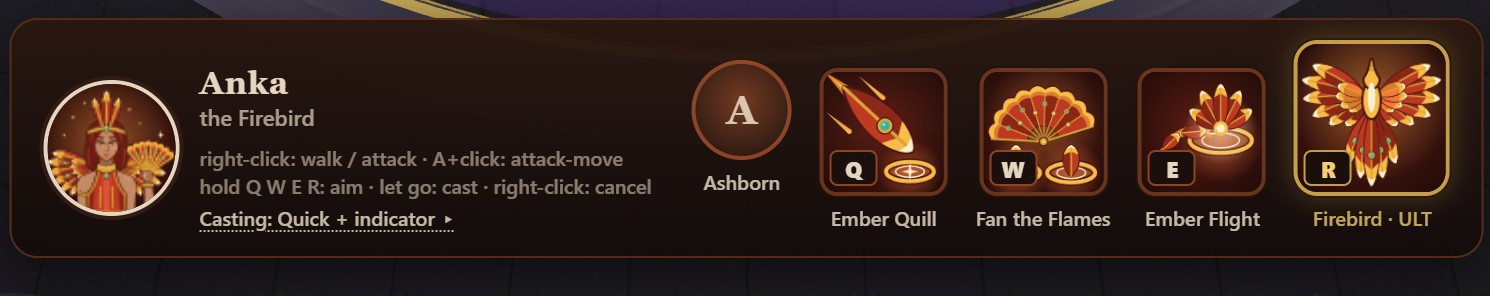 Anka
the Firebird
right-click: walk / attack · A+click: attack-move
hold Q W E R: aim · let go: cast · right-click: cancel
Casting: Quick + indicator ▸
A
Ashborn
Q
Ember Quill
W
Fan the Flames
E
Ember Flight
R
Firebird · ULT